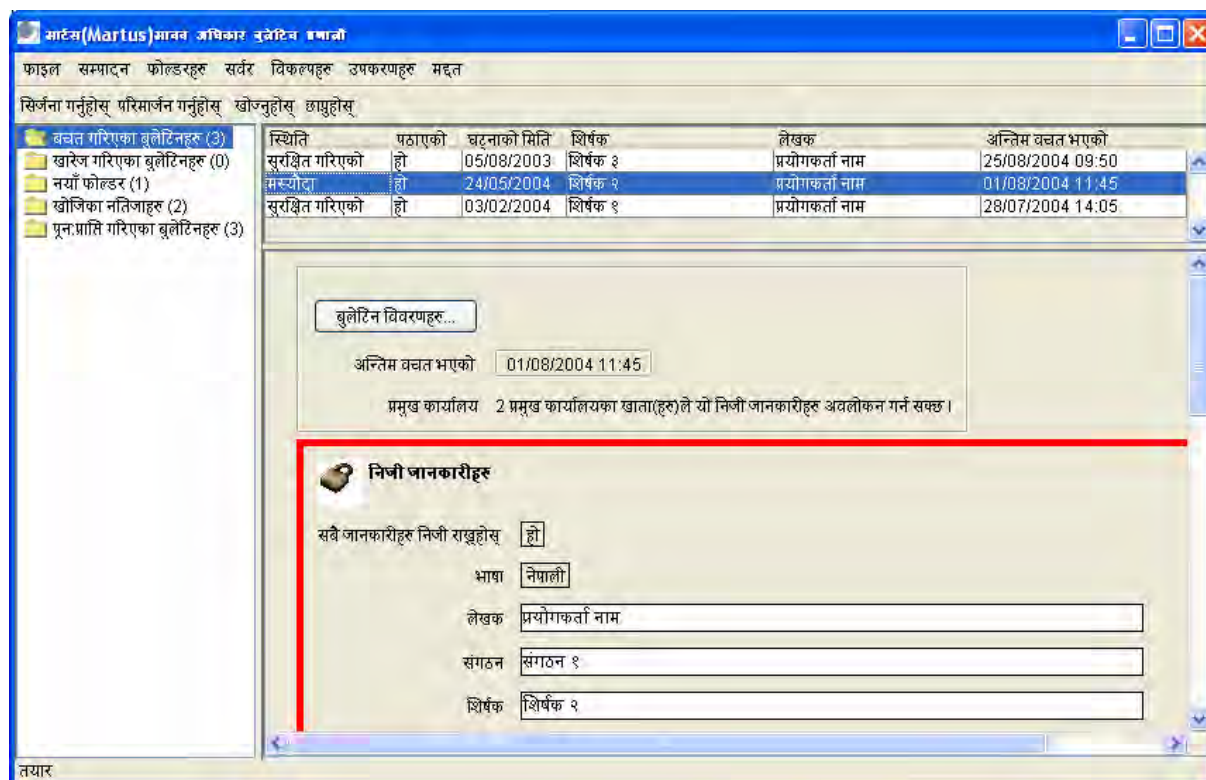 मार्टस(Martus)मानव अधिकार बुलेटिन प्रणाली
फाइल सम्पादन फोल्डरहरु सर्वर विकल्पहरु उपकरणहरु मद्दत
सिर्जना गर्नुहोस् परिमार्जन गर्नुहोस् खोज्नुहोस् छाप्नुहोस्
बचत गरिएका बुलेटिनहरु (3)
खारेज गरिएका बुलेटिनहरु (0)
नयाँ फोल्डर (1)
खोजिका नतिजाहरु (2)
पून:प्राप्ति गरिएका बुलेटिनहरु (3)
स्थिति पठाएको घटनाको मिति शिर्षक लेखक अन्तिम वचत भएको
सुरक्षित गरिएको हो 05/08/2003 शिर्षक ३ प्रयोगकर्ता नाम 25/08/2004 09:50
मस्यौदा हो 24/05/2004 शिर्षक २ प्रयोगकर्ता नाम 01/08/2004 11:45
सुरक्षित गरिएको हो 03/02/2004 शिर्षक १ प्रयोगकर्ता नाम 28/07/2004 14:05
बुलेटिन विवरणहरु...
अन्तिम वचत भएको 01/08/2004 11:45
प्रमुख कार्यालय 2 प्रमुख कार्यालयका खाता(हरु)ले यो निजी जानकारीहरु अवलोकन गर्न सक्छ ।
निजी जानकारीहरु
सबै जानकारीहरु निजी राख्नुहोस् हो
भाषा नेपाली
लेखक प्रयोगकर्ता नाम
संगठन संगठन १
शिर्षक शिर्षक २
तयार